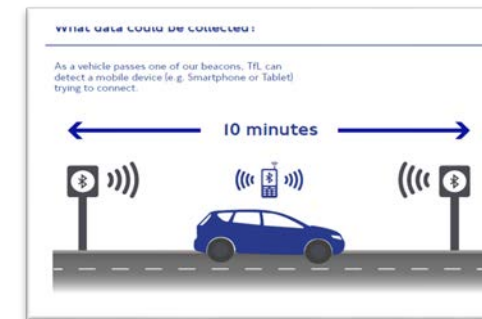 What data could be collected?
As a vehicle passes one of our beacons, TfL can
detect a mobile device (e.g. Smartphone or Tablet)
trying to connect.
10 minutes